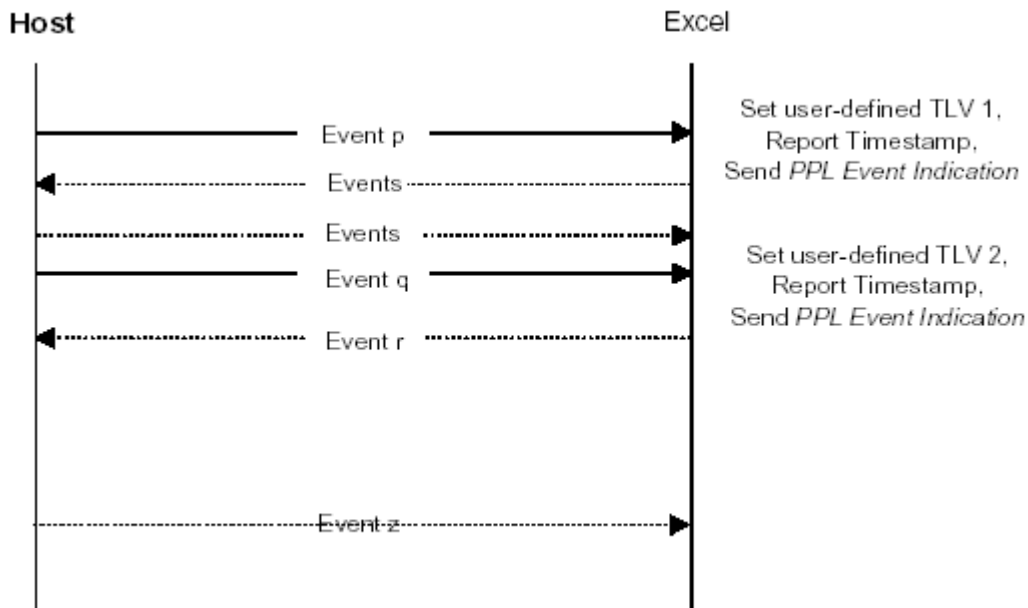 Host
Excel
Event p
Set user-defined TLV 1,
Report Timestamp,
Send PPL Event Indication
Events
Events
Event q
Set user-defined TLV 2,
Report Timestamp,
Send PPL Event Indication
Event r
Event z